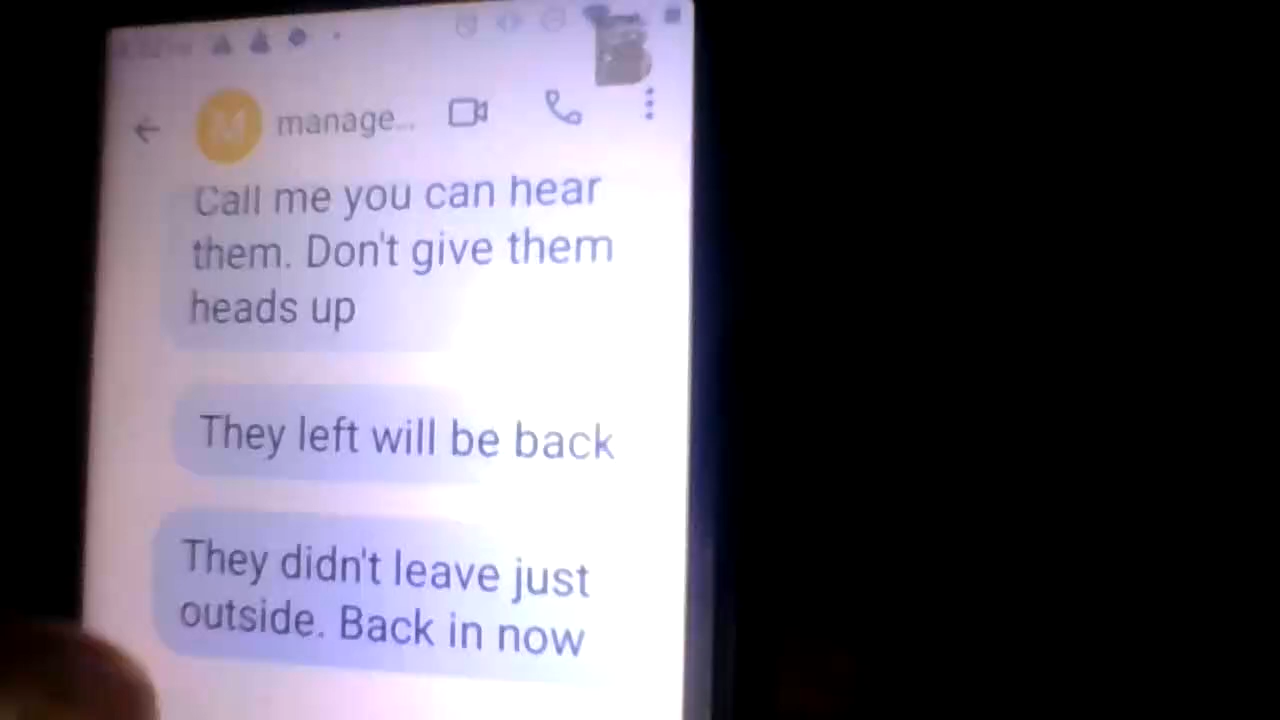 manage...
Call me you can hear
them. Don't give them
heads up
They left will be back
They didn't leave just
outside. Back in now